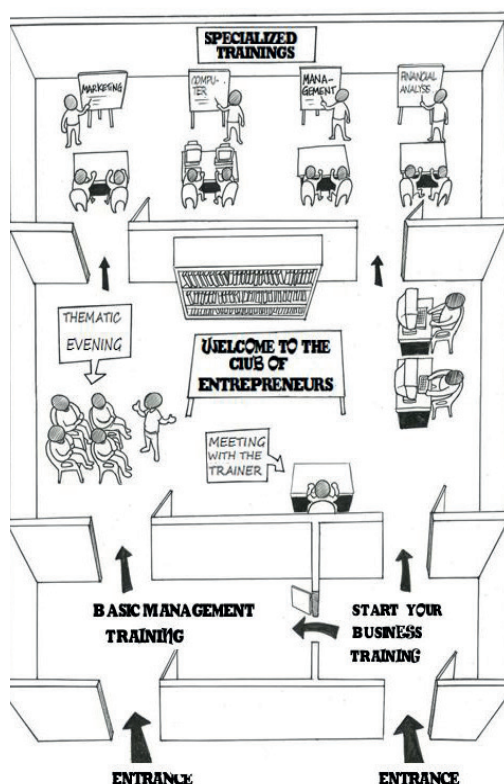 SPECIALIZED
TRAININGS
MARKETING
COMPU-
TER
MANA-
GEMENT
FINANCIAL
ANALYSE
THEMATIC
EVENING
WELCOME TO THE
CLUB OF
ENTREPRENEURS
MEETING
WITH THE
TRAINER
BASIC MANAGEMENT
TRAINING
START YOUR
BUSINESS
TRAINING
ENTRANCE
ENTRANCE